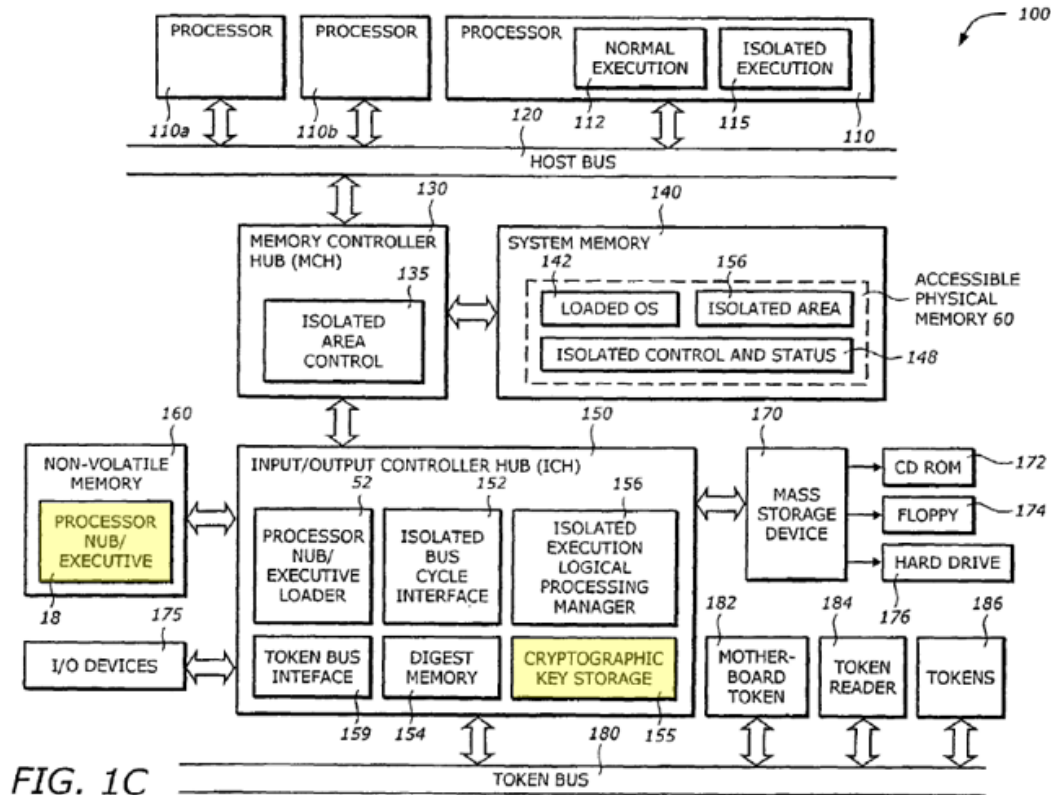 100
PROCESSOR
PROCESSOR
PROCESSOR
NORMAL
EXECUTION
ISOLATED
EXECUTION
110a
110b
120
112
115
110
HOST BUS
130
140
MEMORY CONTROLLER
HUB (MCH)
135
ISOLATED
AREA
CONTROL
SYSTEM MEMORY
142
156
LOADED OS
ISOLATED AREA
ISOLATED CONTROL AND STATUS
148
ACCESSIBLE
PHYSICAL
MEMORY 60
160
150
170
NON-VOLATILE
MEMORY
PROCESSOR
NUB/
EXECUTIVE
18
175
I/O DEVICES
INPUT/OUTPUT CONTROLLER HUB (ICH)
52
152
156
PROCESSOR
NUB/
EXECUTIVE
LOADER
ISOLATED
BUS
CYCLE
INTERFACE
ISOLATED
EXECUTION
LOGICAL
PROCESSING
MANAGER
TOKEN BUS
INTEFACE
DIGEST
MEMORY
CRYPTOGRAPHIC
KEY STORAGE
159
154
155
MASS
STORAGE
DEVICE
CD ROM
172
FLOPPY
174
HARD DRIVE
176
182
184
186
MOTHER-
BOARD
TOKEN
TOKEN
READER
TOKENS
180
TOKEN BUS
FIG. 1C